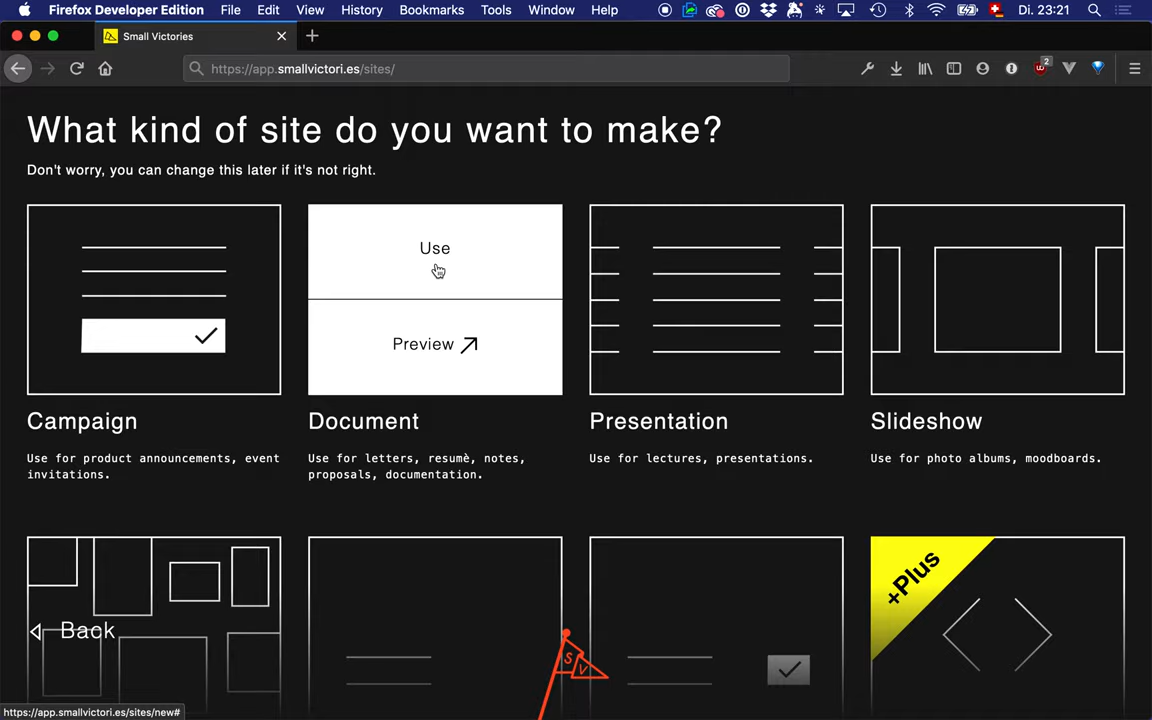 Firefox Developer Edition File Edit View History Bookmarks Tools Window Help Di. 23:21
Small Victories
https://app.smallvictori.es/sites/
2
What kind of site do you want to make?
Don't worry, you can change this later if it's not right.
Use
Preview
Campaign
Document
Presentation
Slideshow
Use for product announcements, event
invitations.
Use for letters, resumè, notes,
proposals, documentation.
Use for lectures, presentations.
Use for photo albums, moodboards.
+Plus
Back
S V
https://app.smallvictori.es/sites/new#